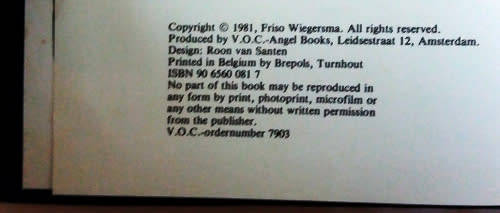 Copyright © 1981, Friso Wiegersma. All rights reserved.
Produced by V.O.C.-Angel Books, Leidsestraat 12, Amsterdam.
Design: Roon van Santen
Printed in Belgium by Brepols, Turnhout
ISBN 90 6560 081 7
No part of this book may be reproduced in
any form by print, photoprint, microfilm or
any other means without written permission
from the publisher.
V.O.C.-ordernumber 7903